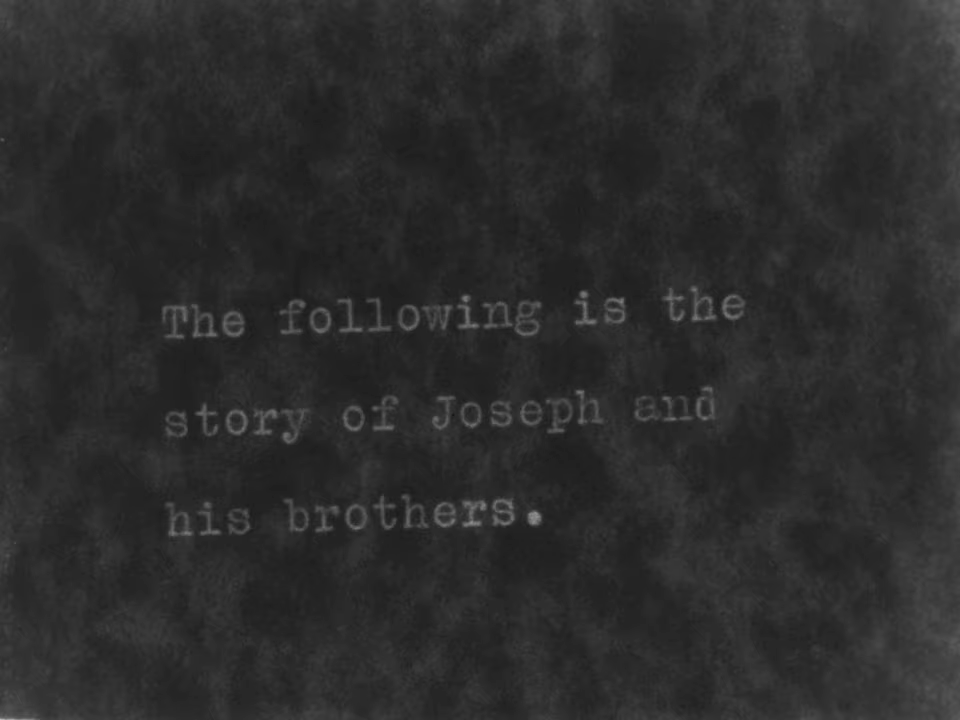 The following is the
story of Joseph and
his brothers.